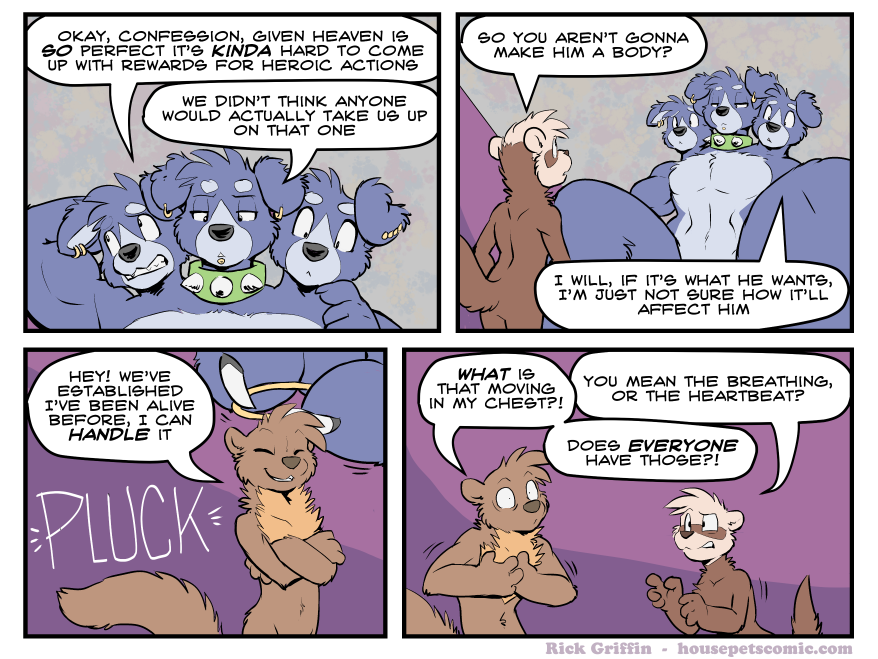 OKAY, CONFESSION, GIVEN HEAVEN IS
SO PERFECT IT'S KINDA HARD TO COME
UP WITH REWARDS FOR HEROIC ACTIONS
WE DIDN'T THINK ANYONE
WOULD ACTUALLY TAKE US UP
ON THAT ONE
SO YOU AREN'T GONNA
MAKE HIM A BODY?
I WILL, IF IT'S WHAT HE WANTS,
I'M JUST NOT SURE HOW IT'LL
AFFECT HIM
HEY! WE'VE
ESTABLISHED
I'VE BEEN ALIVE
BEFORE, I CAN
HANDLE IT
PLUCK
WHAT IS
THAT MOVING
IN MY CHEST?!
YOU MEAN THE BREATHING,
OR THE HEARTBEAT?
DOES EVERYONE
HAVE THOSE?!
Rick Griffin - housepetscomic.com